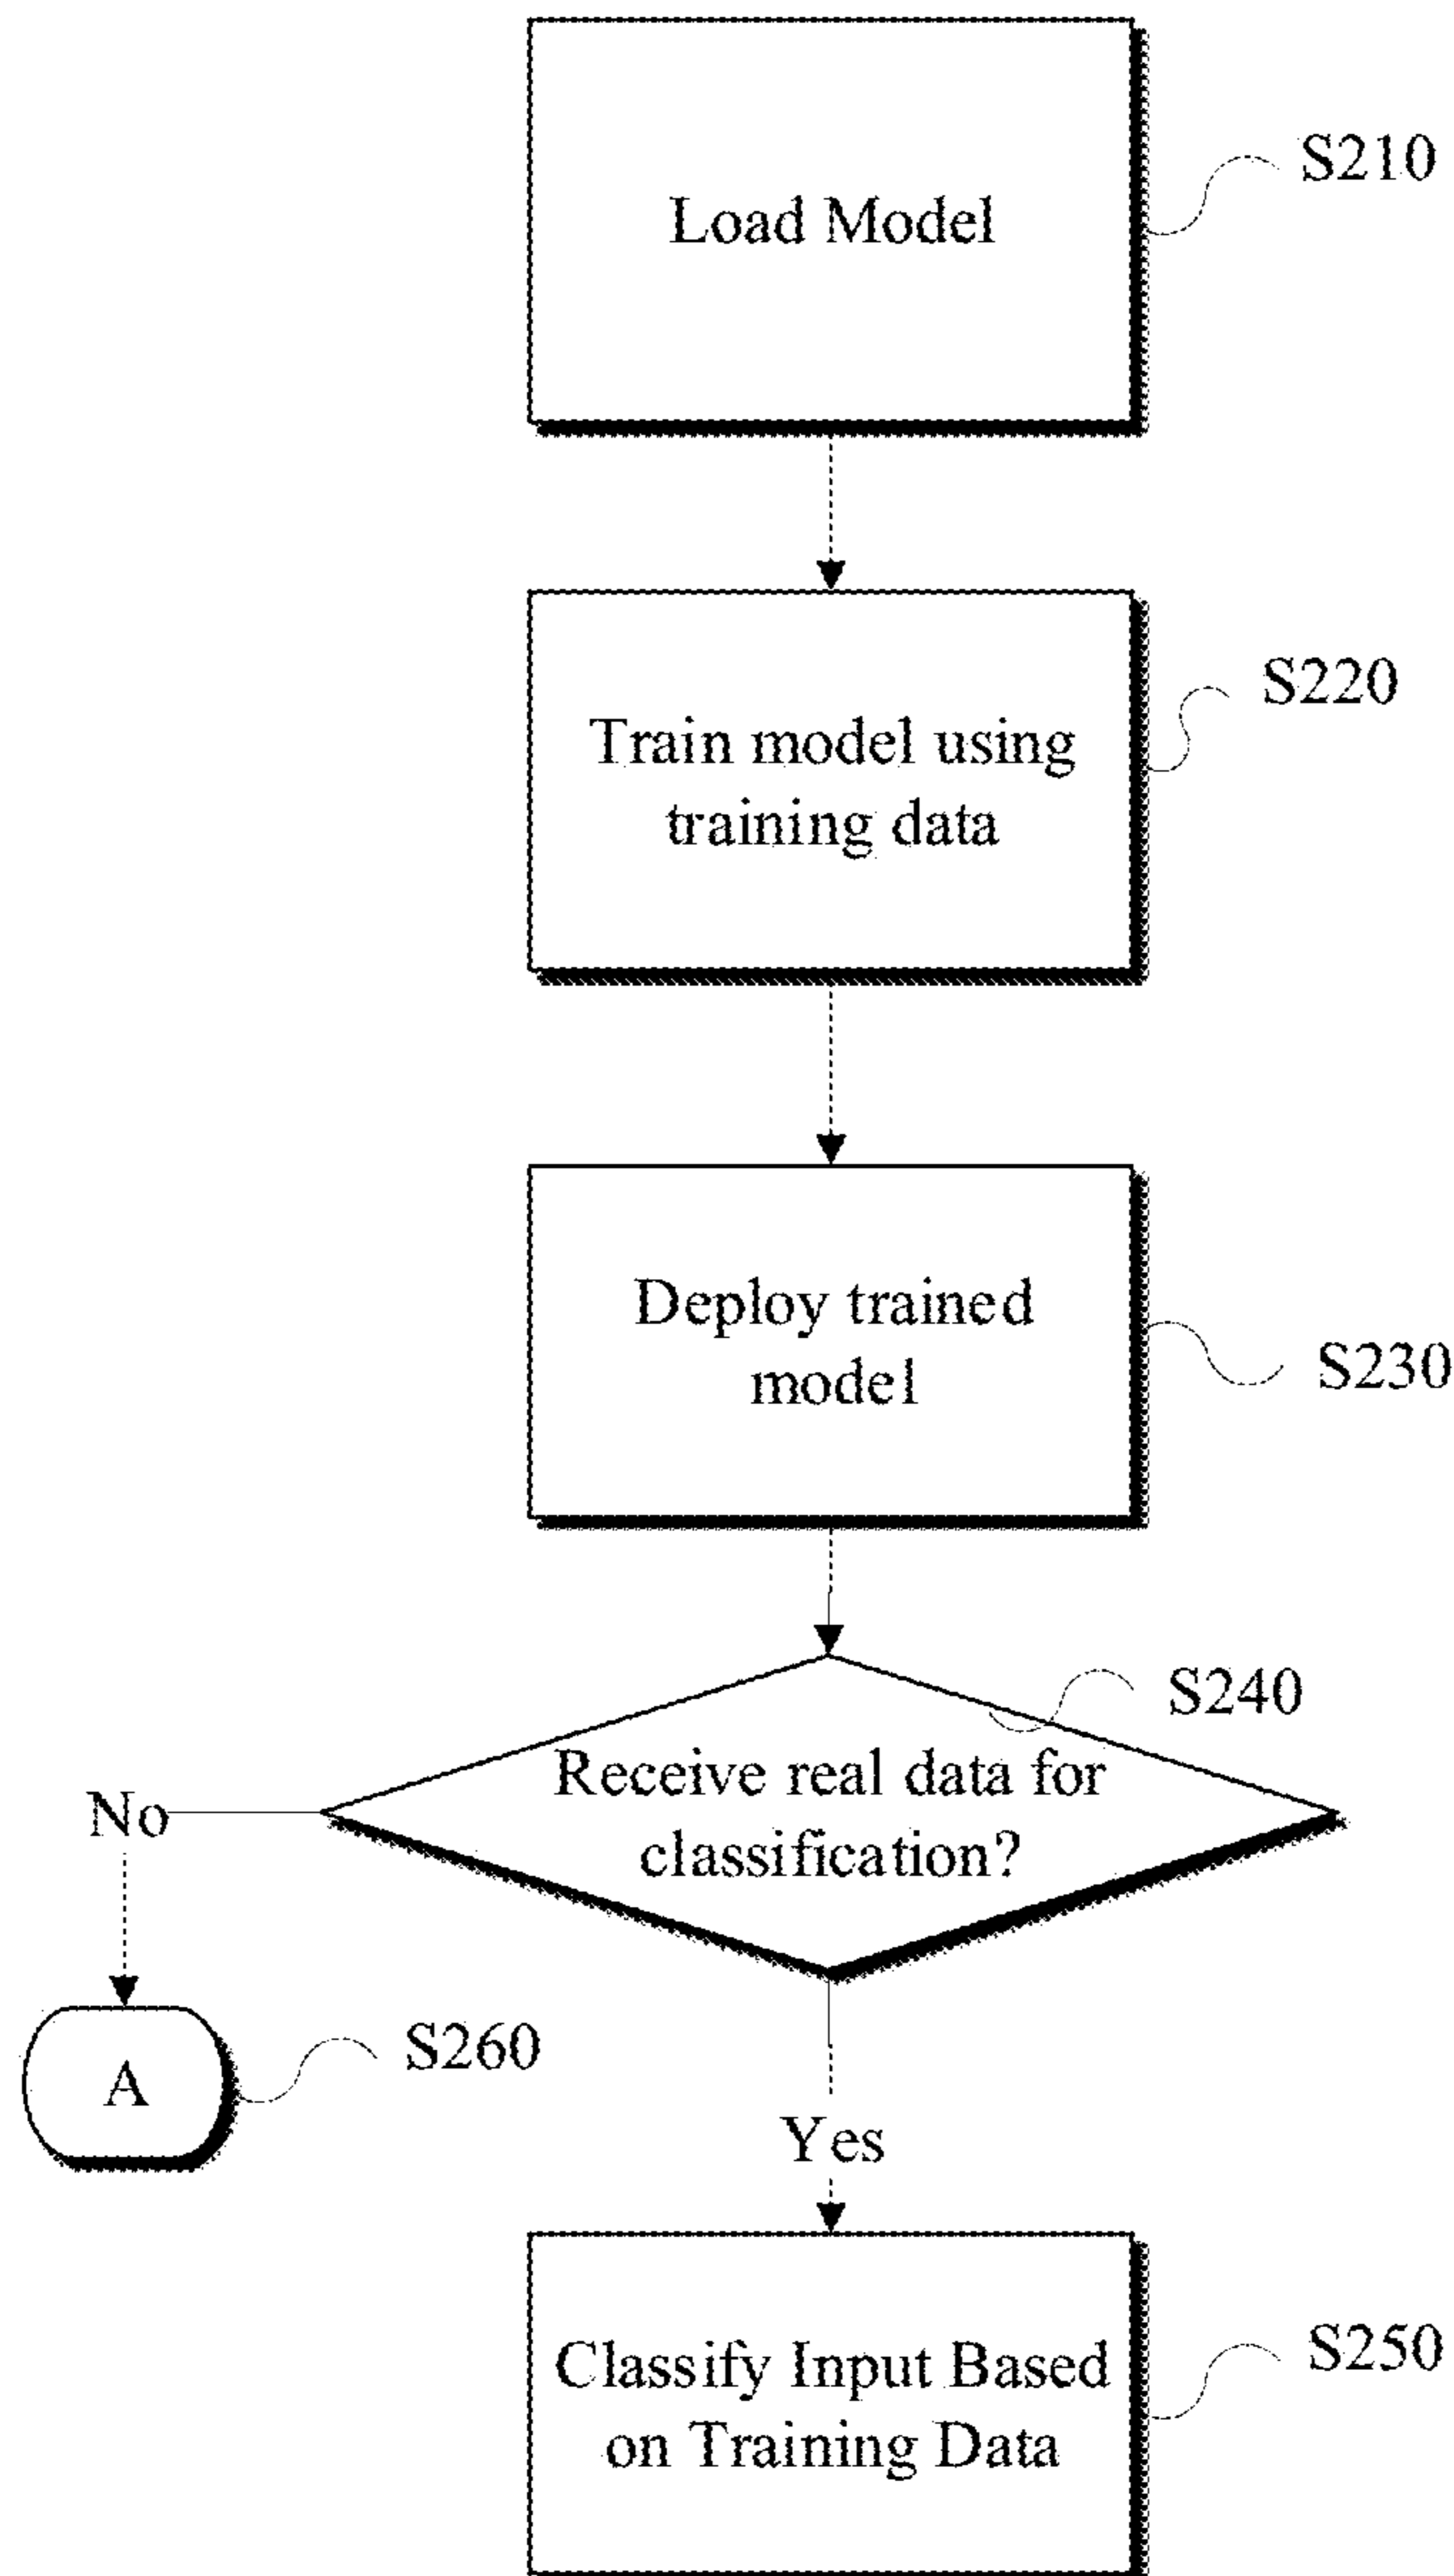 Load Model
S210
Train model using
training data
S220
Deploy trained
model
S230
S240
Receive real data for
classification?
No
A
S260
Yes
Classify Input Based
on Training Data
S250